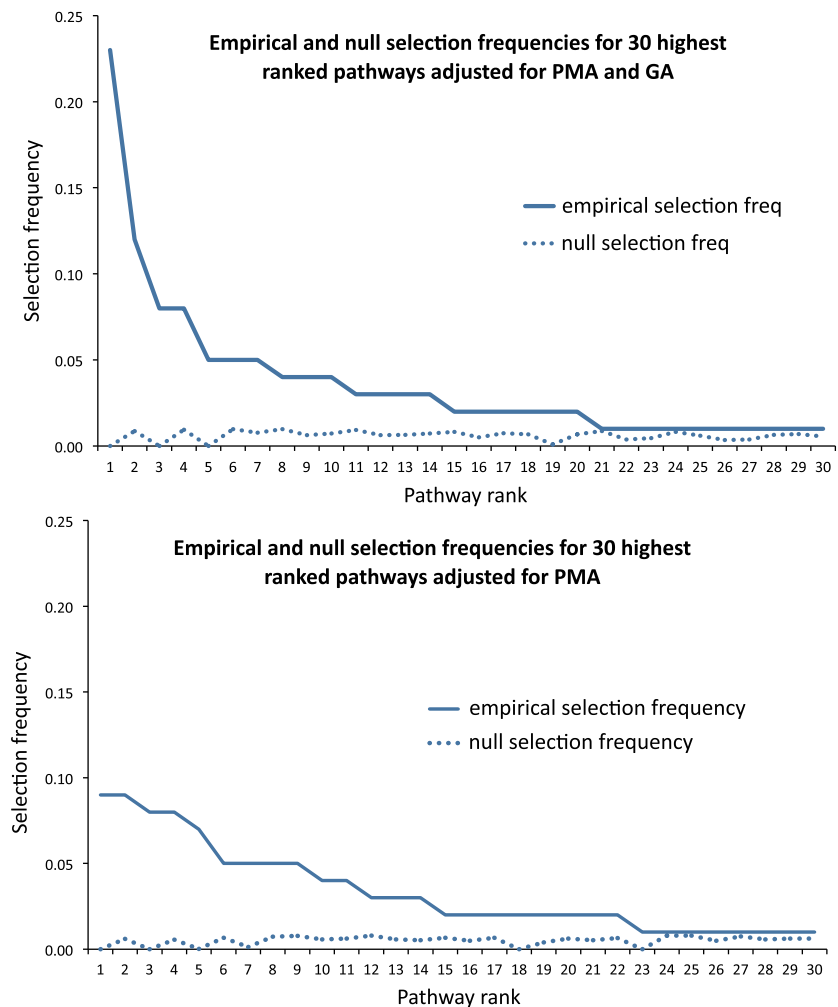 Empirical and null selection frequencies for 30 highest
ranked pathways adjusted for PMA and GA
0.25
0.20
0.15
0.10
0.05
0.00
Selection frequency
empirical selection freq
null selection freq
1 2 3 4 5 6 7 8 9 10 11 12 13 14 15 16 17 18 19 20 21 22 23 24 25 26 27 28 29 30
Pathway rank
Empirical and null selection frequencies for 30 highest
ranked pathways adjusted for PMA
0.25
0.20
0.15
0.10
0.05
0.00
Selection frequency
empirical selection frequency
null selection frequency
1 2 3 4 5 6 7 8 9 10 11 12 13 14 15 16 17 18 19 20 21 22 23 24 25 26 27 28 29 30
Pathway rank